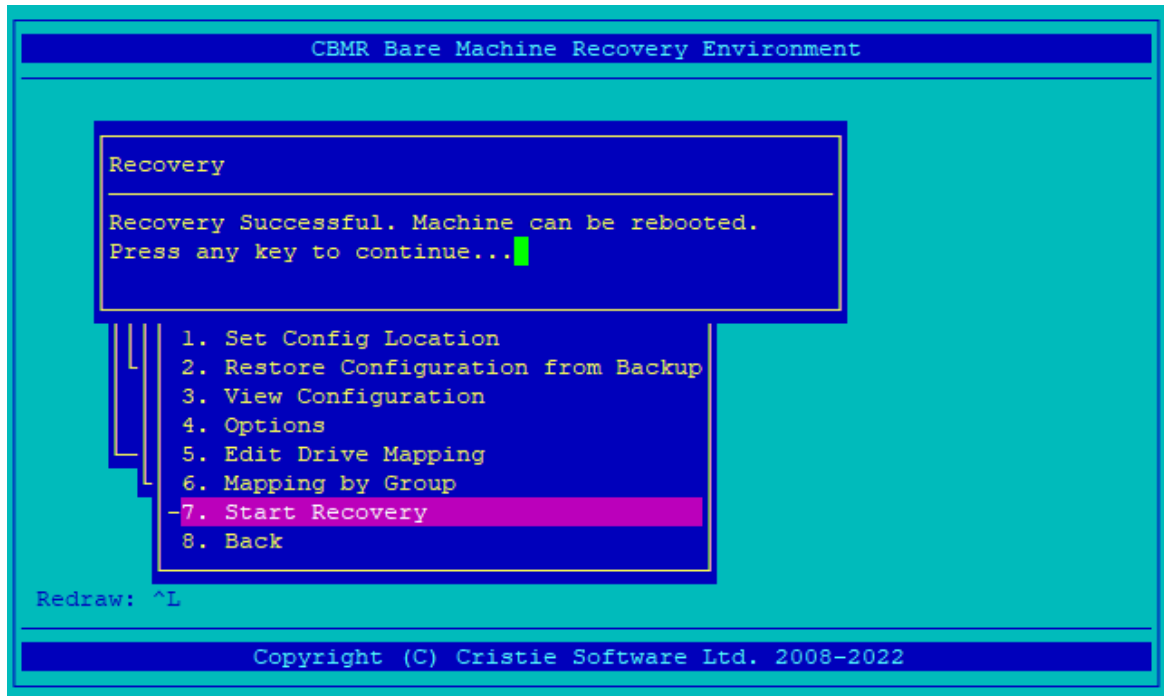 CBMR Bare Machine Recovery Environment
Recovery
Recovery Successful. Machine can be rebooted.
Press any key to continue...
1. Set Config Location
2. Restore Configuration from Backup
3. View Configuration
4. Options
5. Edit Drive Mapping
6. Mapping by Group
7. Start Recovery
8. Back
Redraw: ^L
Copyright (C) Cristie Software Ltd. 2008-2022